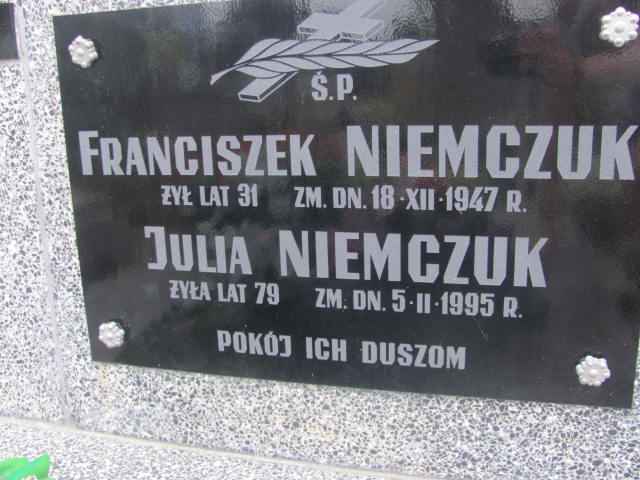 Ś.P.
FRANCISZEK NIEMCZUK
ŻYŁ LAT 31 ZM. DN. 18·XII·1947 R.
JULIA NIEMCZUK
ŻYŁA LAT 79 ZM. DN. 5·II·1995 R.
POKÓJ ICH DUSZOM